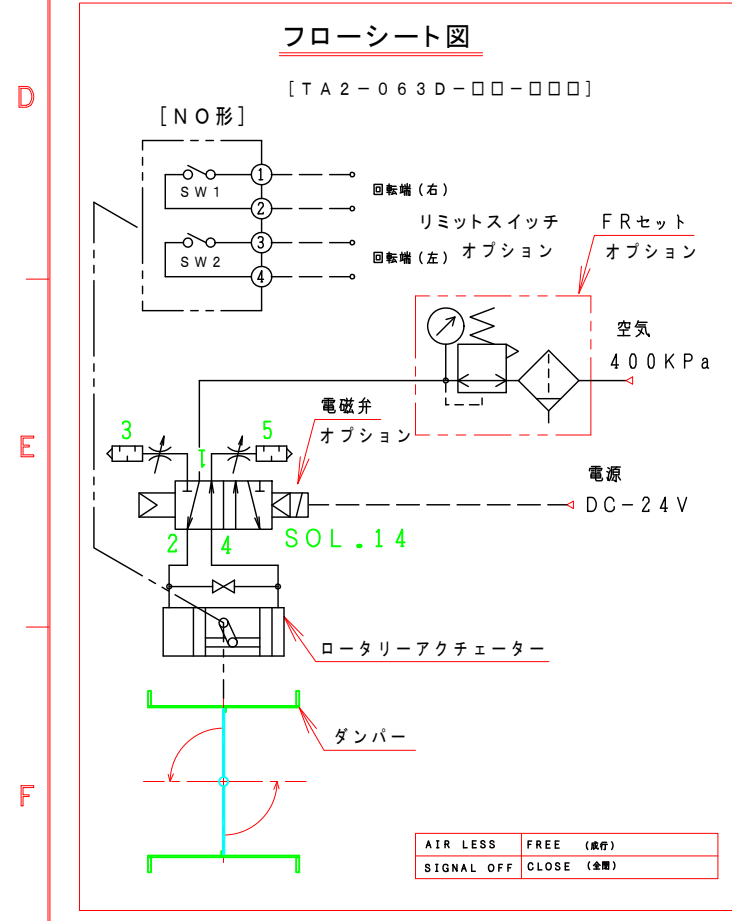 フローシート図
[TA2-063D-□□-□□□]
D
[NO形]
SW1
1
2
回転端(右)
SW2
3
4
回転端(左)
リミットスイッチ
オプション
FRセット
オプション
空気
400KPa
電磁弁
オプション
3
1
5
E
電源
DC-24V
2
4
SOL.14
ロータリーアクチェーター
ダンパー
F
AIR LESS FREE (成行)
SIGNAL OFF CLOSE (全閉)